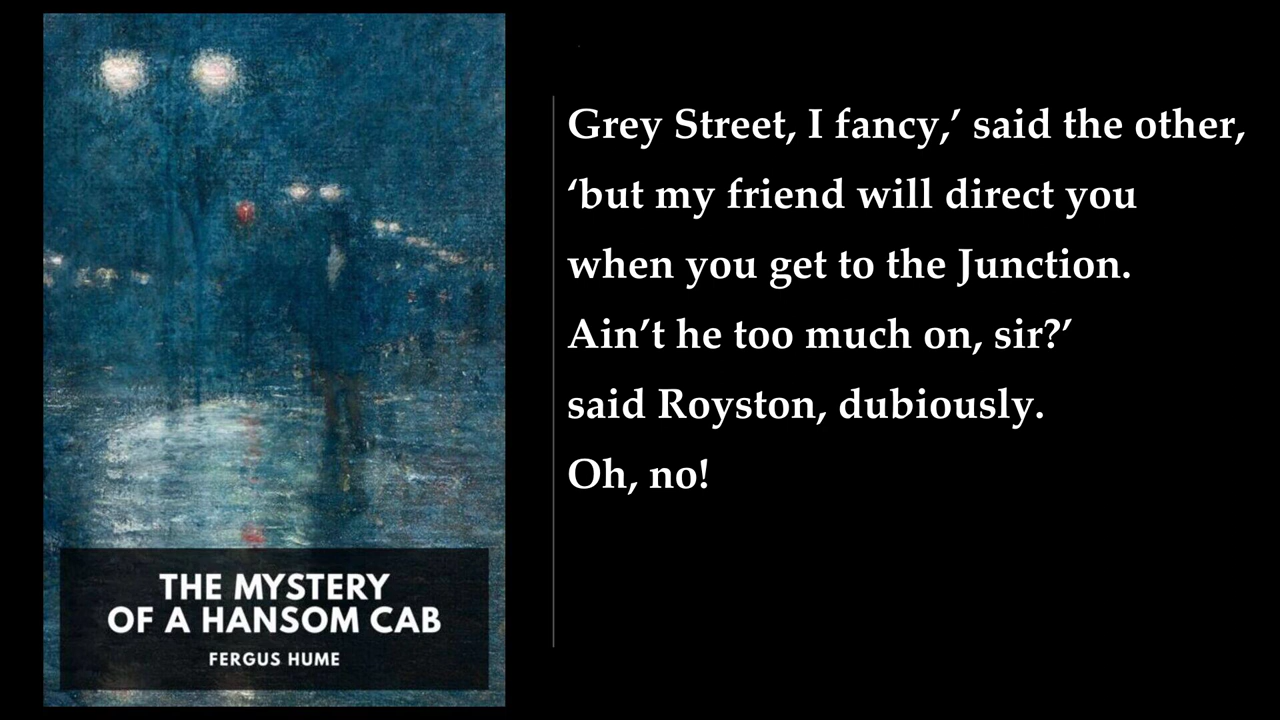 Grey Street, I fancy,’ said the other,
‘but my friend will direct you
when you get to the Junction.
Ain’t he too much on, sir?’
said Royston, dubiously.
Oh, no!
THE MYSTERY
OF A HANSOM CAB
FERGUS HUME